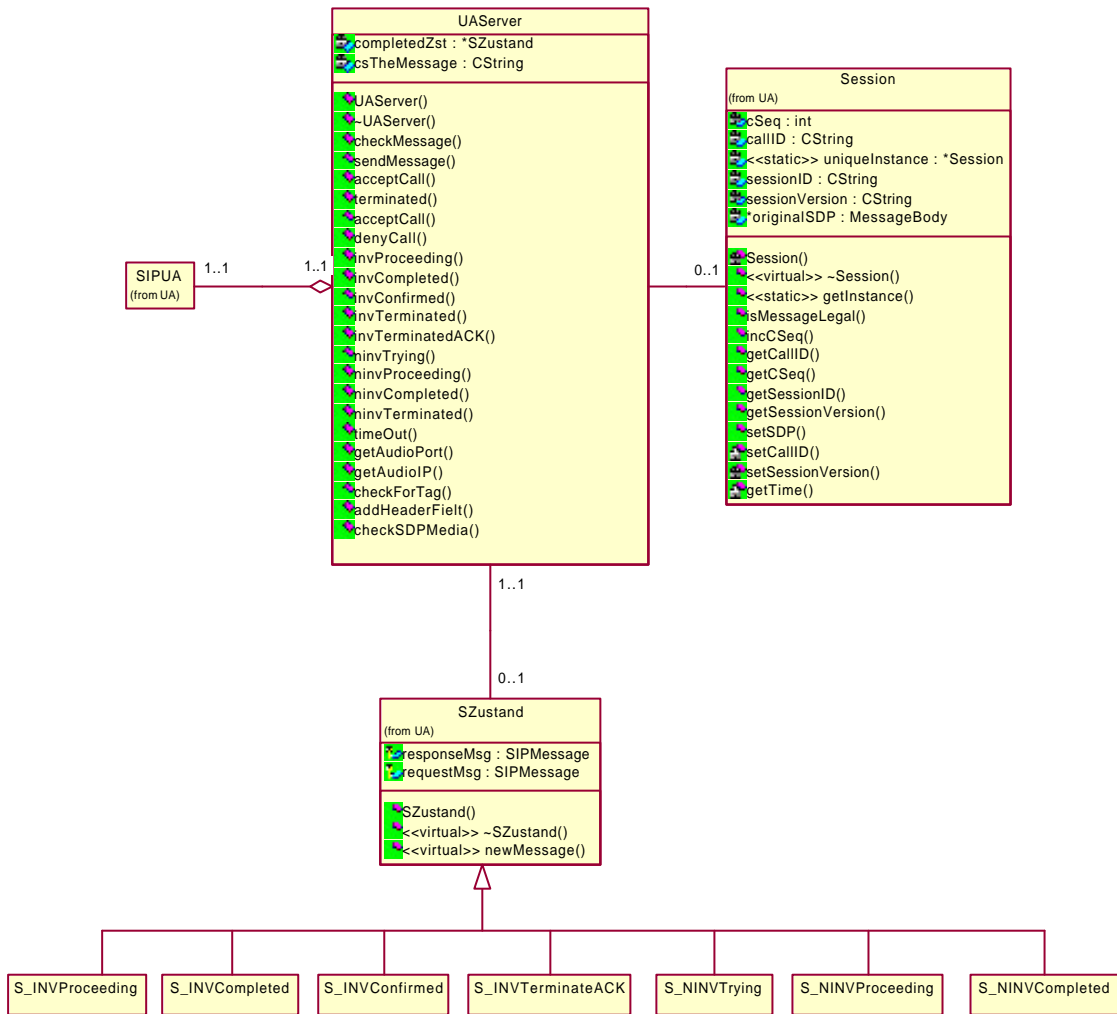 UAServer
completedZst : *SZustand
csTheMessage : CString
UAServer()
~UAServer()
checkMessage()
sendMessage()
acceptCall()
terminated()
acceptCall()
denyCall()
invProceeding()
invCompleted()
invConfirmed()
invTerminated()
invTerminatedACK()
ninvTrying()
ninvProceeding()
ninvCompleted()
ninvTerminated()
timeOut()
getAudioPort()
getAudioIP()
checkForTag()
addHeaderFielt()
checkSDPMedia()
Session
(from UA)
cSeq : int
callID : CString
<<static>> uniqueInstance : *Session
sessionID : CString
sessionVersion : CString
*originalSDP : MessageBody
Session()
<<virtual>> ~Session()
<<static>> getInstance()
isMessageLegal()
incCSeq()
getCallID()
getCSeq()
getSessionID()
getSessionVersion()
setSDP()
setCallID()
setSessionVersion()
getTime()
SIPUA
(from UA)
1..1
1..1
0..1
1..1
0..1
SZustand
(from UA)
responseMsg : SIPMessage
requestMsg : SIPMessage
SZustand()
<<virtual>> ~SZustand()
<<virtual>> newMessage()
S_INVProceeding
S_INVCompleted
S_INVConfirmed
S_INVTerminateACK
S_NINVTrying
S_NINVProceeding
S_NINVCompleted